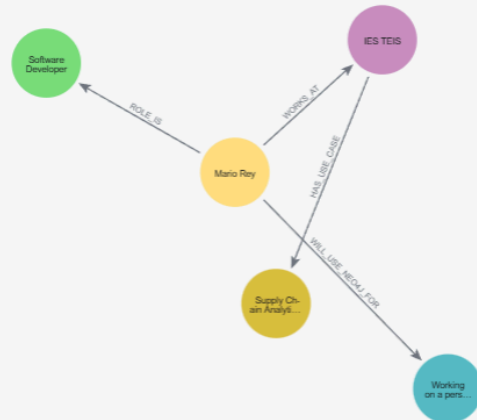 IES TEIS
Software
Developer
WORKS_AT
ROLE_IS
HAS_USE_CASE
Mario Rey
WILL_USE_NEO4J_FOR
Supply Ch-
ain Analyti...
Working
on a pers...